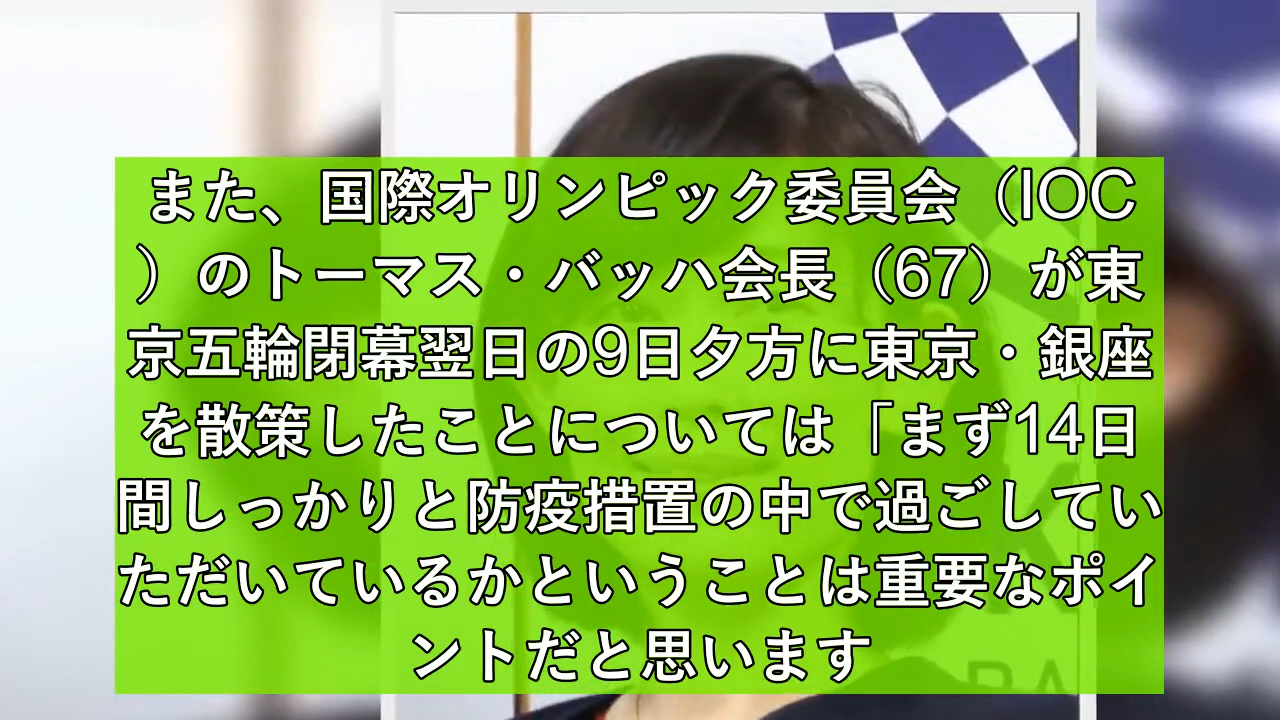 また、国際オリンピック委員会（IOC
）のトーマス・バッハ会長（67）が東
京五輪閉幕翌日の9日夕方に東京・銀座
を散策したことについては「まず14日
間しっかりと防疫措置の中で過ごしてい
ただいているかということは重要なポイ
ントだと思います